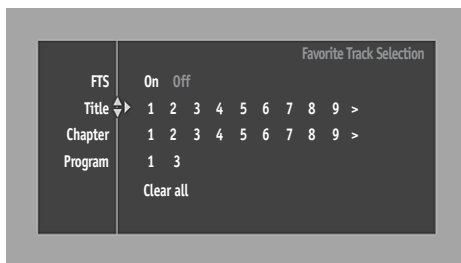 Favorite Track Selection
FTS On Off
Title 1 2 3 4 5 6 7 8 9 >
Chapter 1 2 3 4 5 6 7 8 9 >
Program 1 3
Clear all